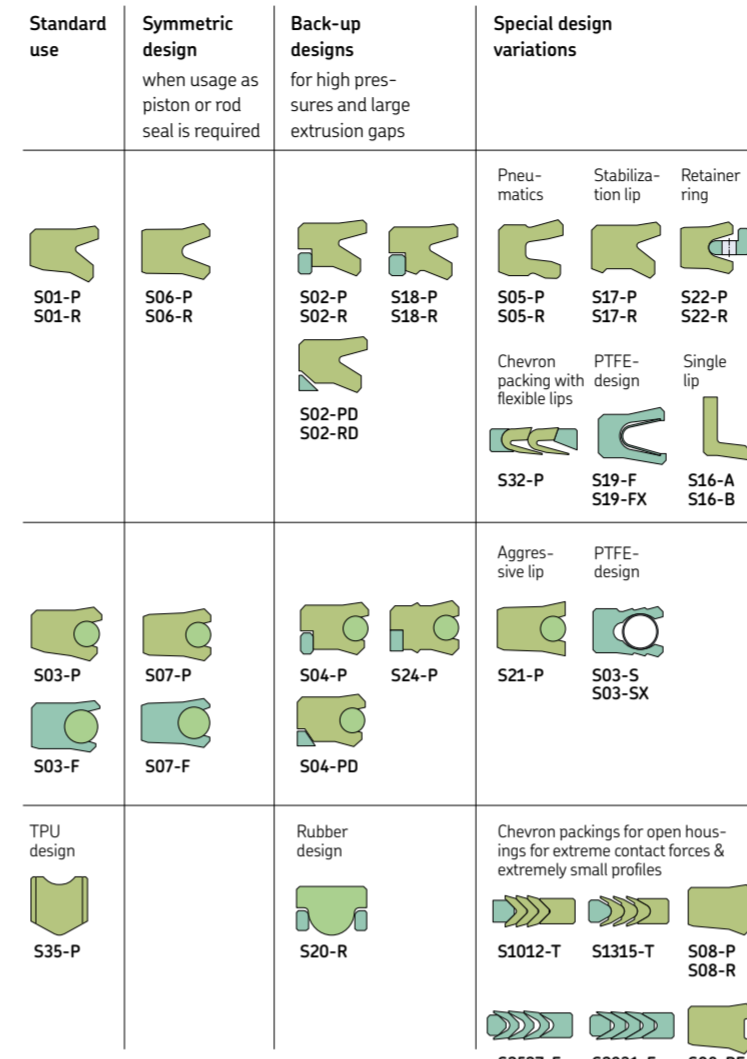 Standard
use
Symmetric
design
when usage as
piston or rod
seal is required
Back-up
designs
for high pres-
sures and large
extrusion gaps
Special design
variations
S01-P
S01-R
S06-P
S06-R
S02-P
S02-R
S18-P
S18-R
S02-PD
S02-RD
Pneu-
matics
Stabiliza-
tion lip
Retainer
ring
S05-P
S05-R
S17-P
S17-R
S22-P
S22-R
Chevron
packing with
flexible lips
PTFE-
design
Single
lip
S32-P
S19-F
S19-FX
S16-A
S16-B
S03-P
S03-F
S07-P
S07-F
S04-P
S24-P
S04-PD
Aggres-
sive lip
PTFE-
design
S21-P
S03-S
S03-SX
TPU
design
S35-P
Rubber
design
S20-R
Chevron packings for open hous-
ings for extreme contact forces &
extremely small profiles
S1012-T
S1315-T
S08-P
S08-R